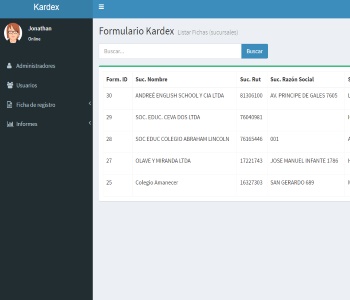 Kardex
Jonathan
Online
Administradores
Usuarios
Ficha de registro
Informes
Formulario Kardex Listar Fichas (sucursales)
Buscar... Buscar
Form. ID Suc. Nombre Suc. Rut Suc. Razón Social
30 ANDREE ENGLISH SCHOOL Y CIA LTDA 81306100 AV. PRINCIPE DE GALES 7605
29 SOC. EDUC. CEVA DOS LTDA 76040981
28 SOC EDUC COLEGIO ABRAHAM LINCOLN 76165446 001
27 OLAVE Y MIRANDA LTDA 17221743 JOSE MANUEL INFANTE 1786
25 Colegio Amanecer 16327303 SAN GERARDO 689